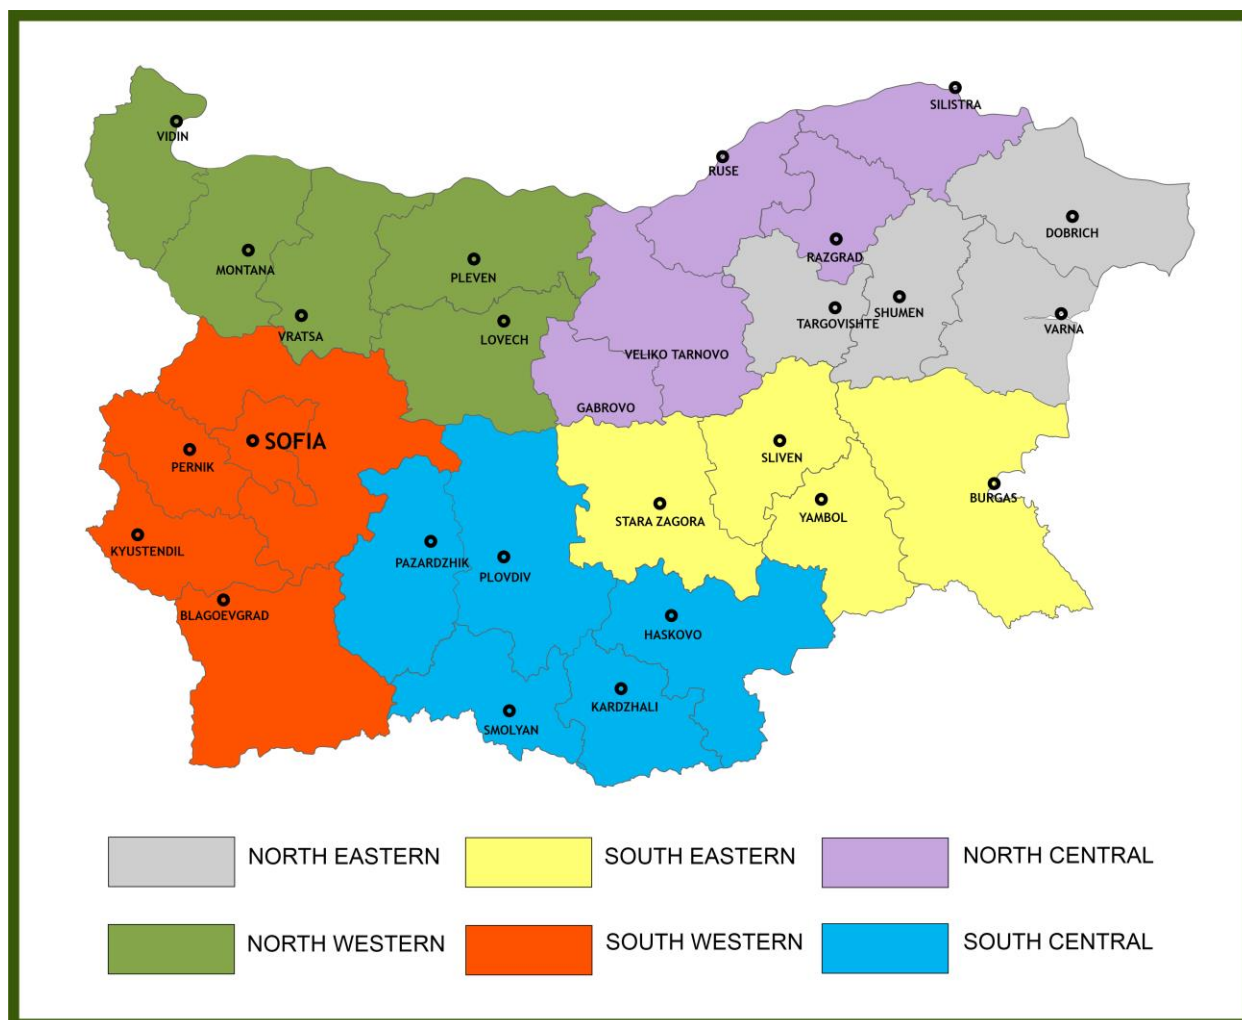 SILISTRA
VIDIN
RUSE
DOBRICH
MONTANA
PLEVEN
RAZGRAD
TARGOVISHTE
SHUMEN
VARNA
VRATSA
LOVECH
VELIKO TARNOVO
GABROVO
SOFIA
PERNIK
SLIVEN
BURGAS
STARA ZAGORA
YAMBOL
KYUSTENDIL
PAZARDZHIK
PLOVDIV
BLAGOEVGRAD
HASKOVO
KARDZHALI
SMOLYAN
NORTH EASTERN
SOUTH EASTERN
NORTH CENTRAL
NORTH WESTERN
SOUTH WESTERN
SOUTH CENTRAL